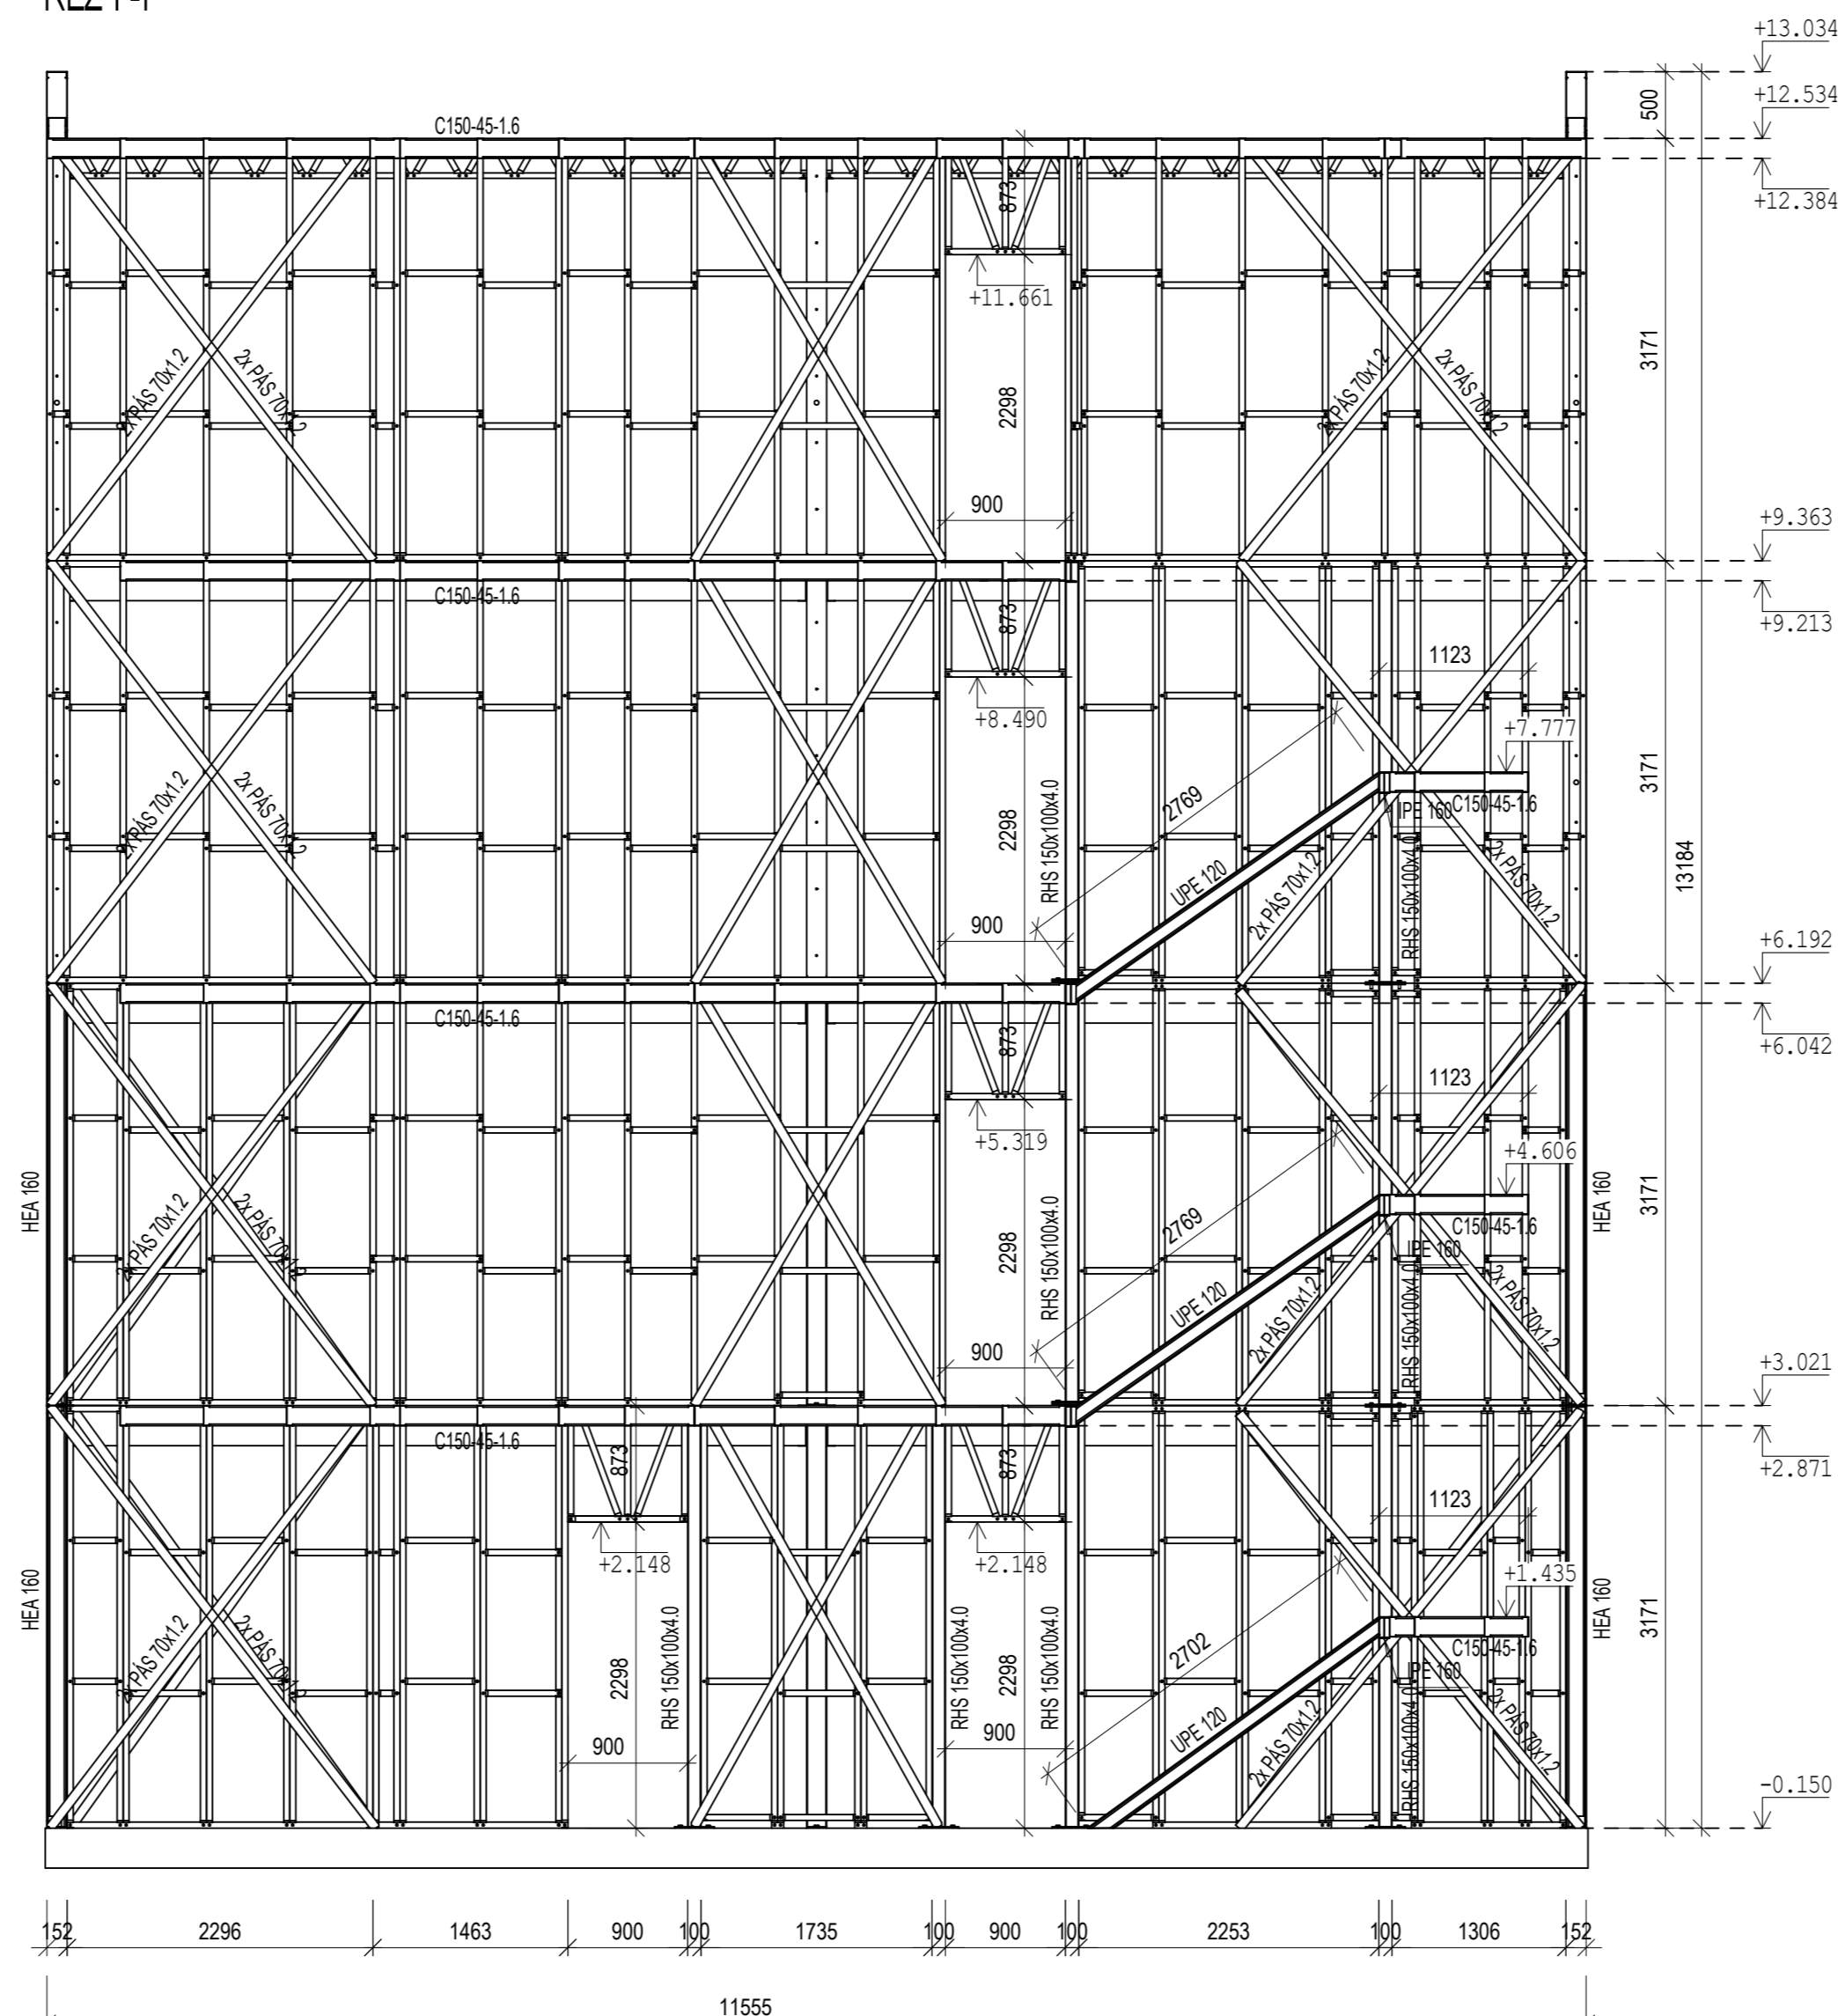 +13.034
500
+12.534
C150-45-1.6
+12.384
873
+11.661
2x PÁS 70x1.2
2x PÁS 70x1.2
2x PÁS 70x1.2
2x PÁS 70x1.2
3171
2298
900
+9.363
C150-45-1.6
873
+9.213
1123
+8.490
+7.777
2x PÁS 70x1.2
2x PÁS 70x1.2
3171
2769
IPE 160
C150-45-1.6
2298
RHS 150x100x4.0
UPE 120
2x PÁS 70x1.2
RHS 150x100x4.0
2x PÁS 70x1.2
13184
900
+6.192
C150-45-1.6
873
+6.042
1123
+5.319
+4.606
HEA 160
2x PÁS 70x1.2
2x PÁS 70x1.2
2769
C150-45-1.6
IPE 160
HEA 160
3171
2298
RHS 150x100x4.0
UPE 120
2x PÁS 70x1.2
RHS 150x100x4.0
2x PÁS 70x1.2
900
+3.021
C150-45-1.6
873
873
+2.871
1123
+2.148
+2.148
+1.435
HEA 160
2x PÁS 70x1.2
2x PÁS 70x1.2
2298
RHS 150x100x4.0
RHS 150x100x4.0
2298
RHS 150x100x4.0
2702
C150-45-1.6
IPE 160
HEA 160
3171
UPE 120
2x PÁS 70x1.2
RHS 150x100x4.0
2x PÁS 70x1.2
900
900
-0.150
152 2296 1463 900 100 1735 100 900 100 2253 100 1306 152
11555